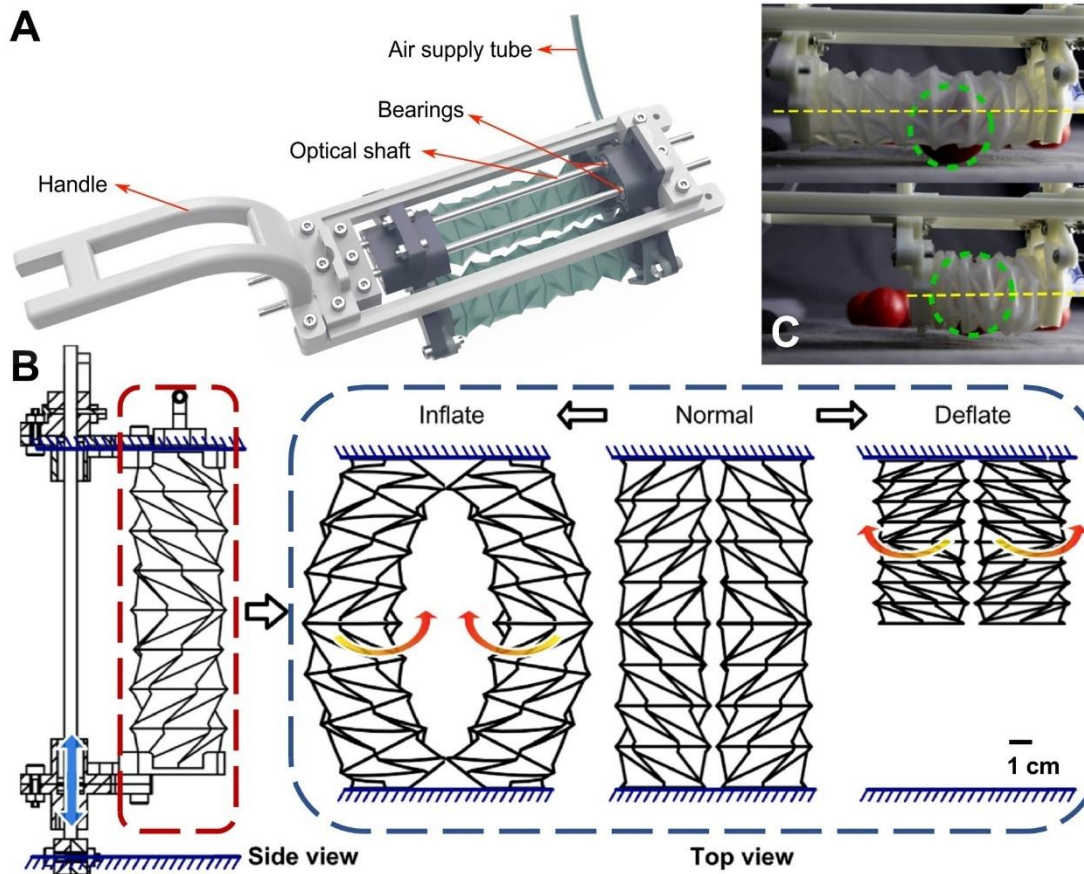 A
Air supply tube
Bearings
Optical shaft
Handle
C
B
Inflate
Normal
Deflate
1 cm
Side view
Top view